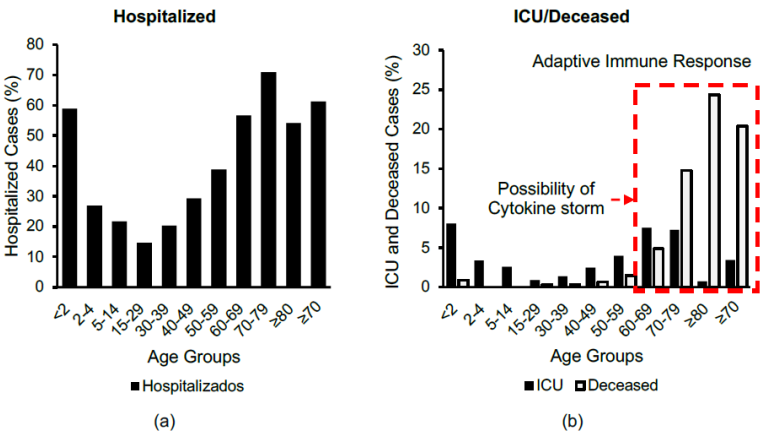 Hospitalized
Hospitalized Cases (%)
80
70
60
50
40
30
20
10
0
<2
2-4
5-14
15-29
30-39
40-49
50-59
60-69
70-79
≥80
≥70
Age Groups
Hospitalizados
(a)
ICU/Deceased
ICU and Deceased Cases (%)
30
25
20
15
10
5
0
Adaptive Immune Response
Possibility of
Cytokine storm
<2
2-4
5-14
15-29
30-39
40-49
50-59
60-69
70-79
≥80
≥70
Age Groups
ICU
Deceased
(b)